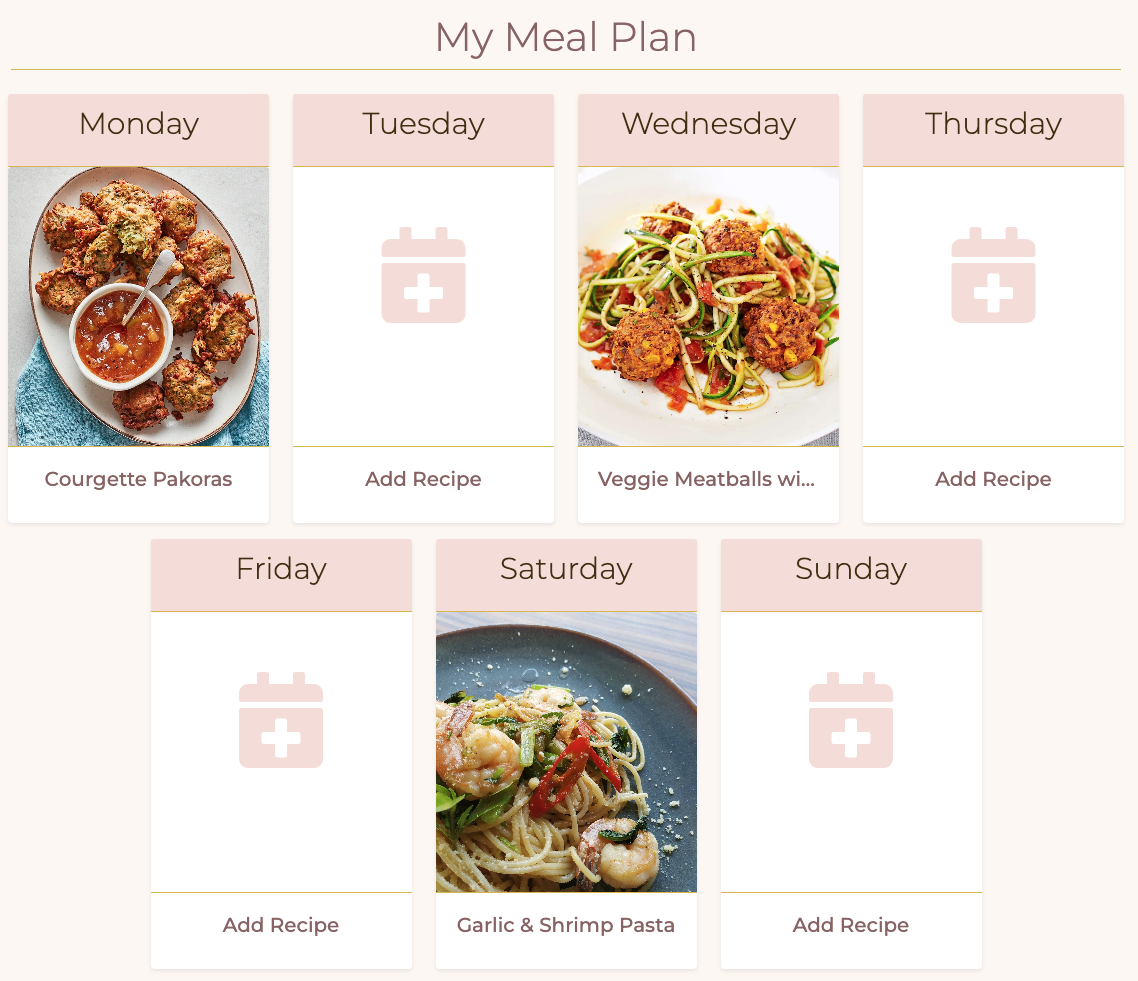 My Meal Plan
Monday
Tuesday
Wednesday
Thursday
Courgette Pakoras
Add Recipe
Veggie Meatballs wi...
Add Recipe
Friday
Saturday
Sunday
Add Recipe
Garlic & Shrimp Pasta
Add Recipe